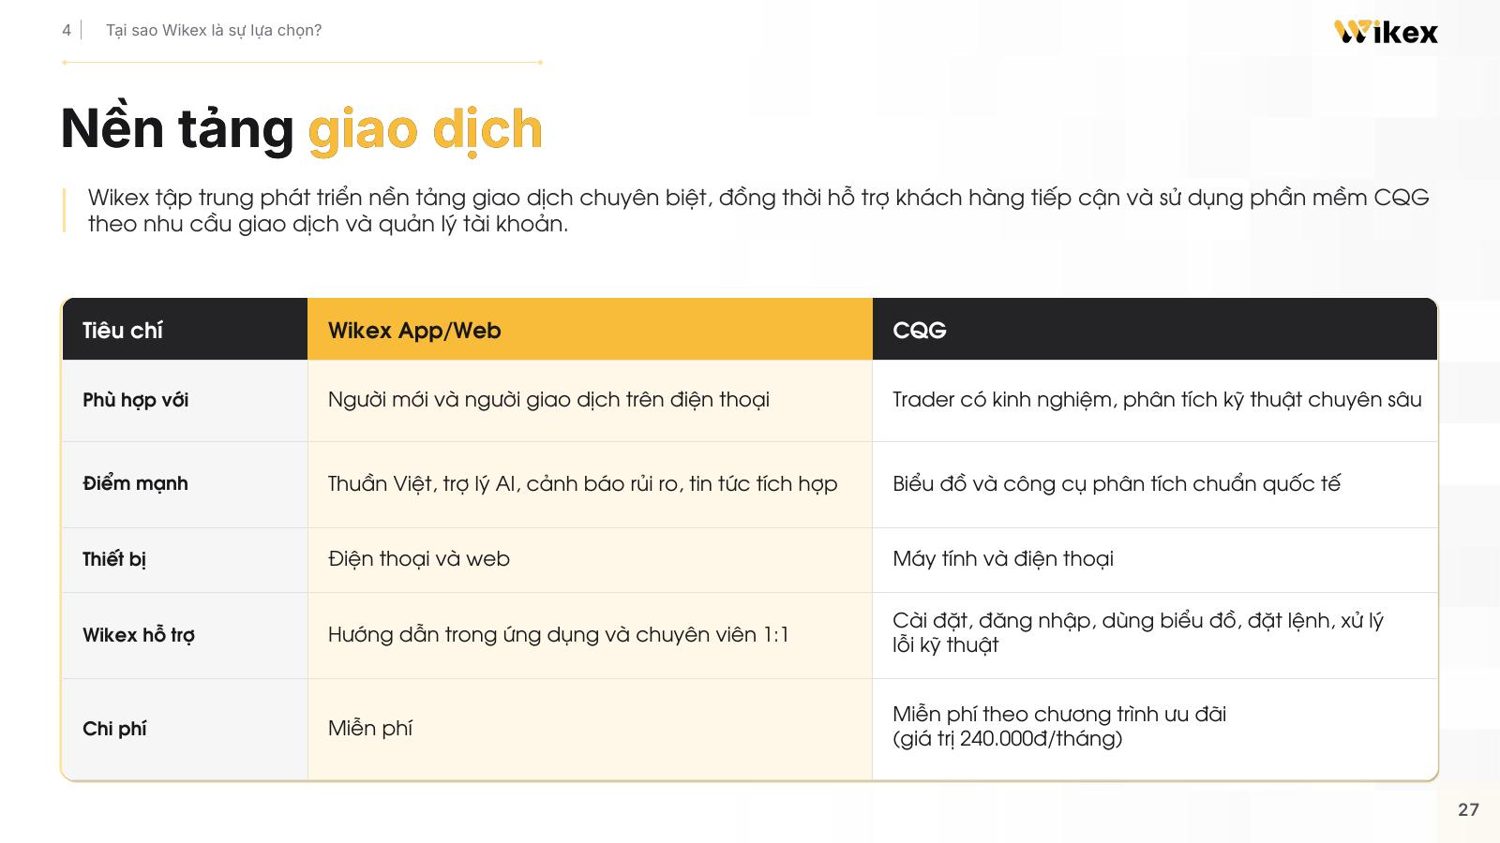 4
Tại sao Wikex là sự lựa chọn?
Wikex
Nền tảng giao dịch
Wikex tập trung phát triển nền tảng giao dịch chuyên biệt, đồng thời hỗ trợ khách hàng tiếp cận và sử dụng phần mềm CQG
theo nhu cầu giao dịch và quản lý tài khoản.
Tiêu chí
Wikex App/Web
CQG
Phù hợp với
Người mới và người giao dịch trên điện thoại
Trader có kinh nghiệm, phân tích kỹ thuật chuyên sâu
Điểm mạnh
Thuần Việt, trợ lý AI, cảnh báo rủi ro, tin tức tích hợp
Biểu đồ và công cụ phân tích chuẩn quốc tế
Thiết bị
Điện thoại và web
Máy tính và điện thoại
Wikex hỗ trợ
Hướng dẫn trong ứng dụng và chuyên viên 1:1
Cài đặt, đăng nhập, dùng biểu đồ, đặt lệnh, xử lý
lỗi kỹ thuật
Chi phí
Miễn phí
Miễn phí theo chương trình ưu đãi
(giá trị 240.000đ/tháng)
27